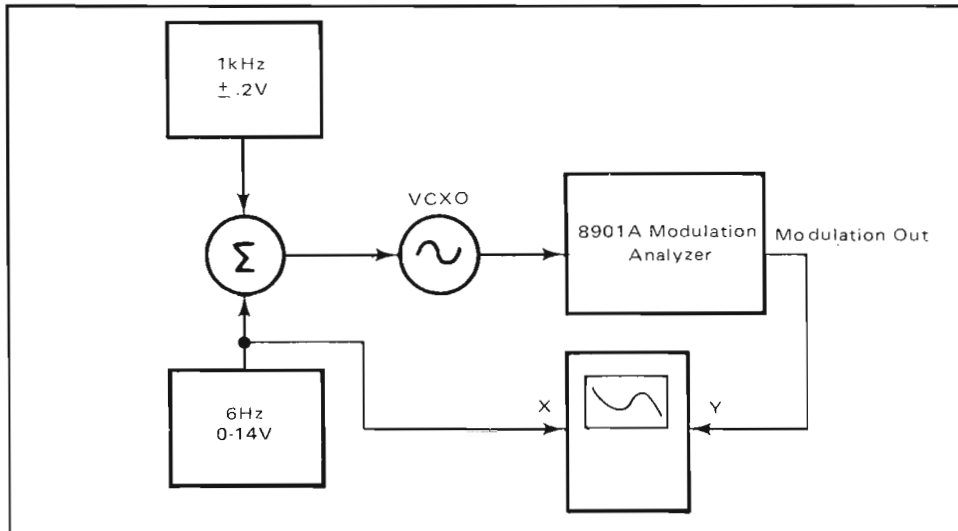 1kHz
± .2V
VCXO
Σ
8901A Modulation
Analyzer
Modulation Out
6Hz
0-14V
X
Y